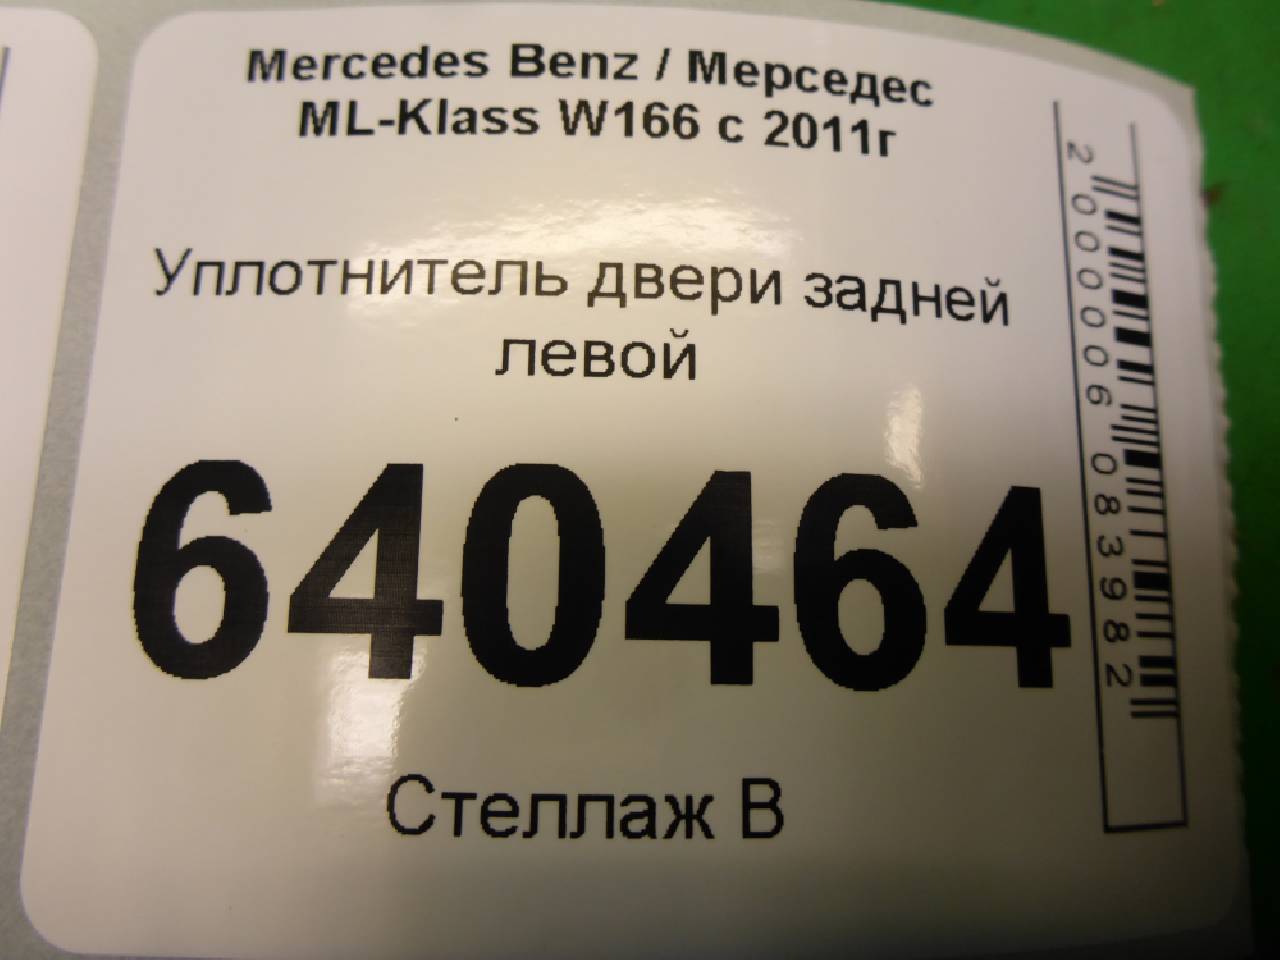 Mercedes Benz / Мерседес
ML-Klass W166 с 2011г
Уплотнитель двери задней
левой
640464
Стеллаж В
2000006083982